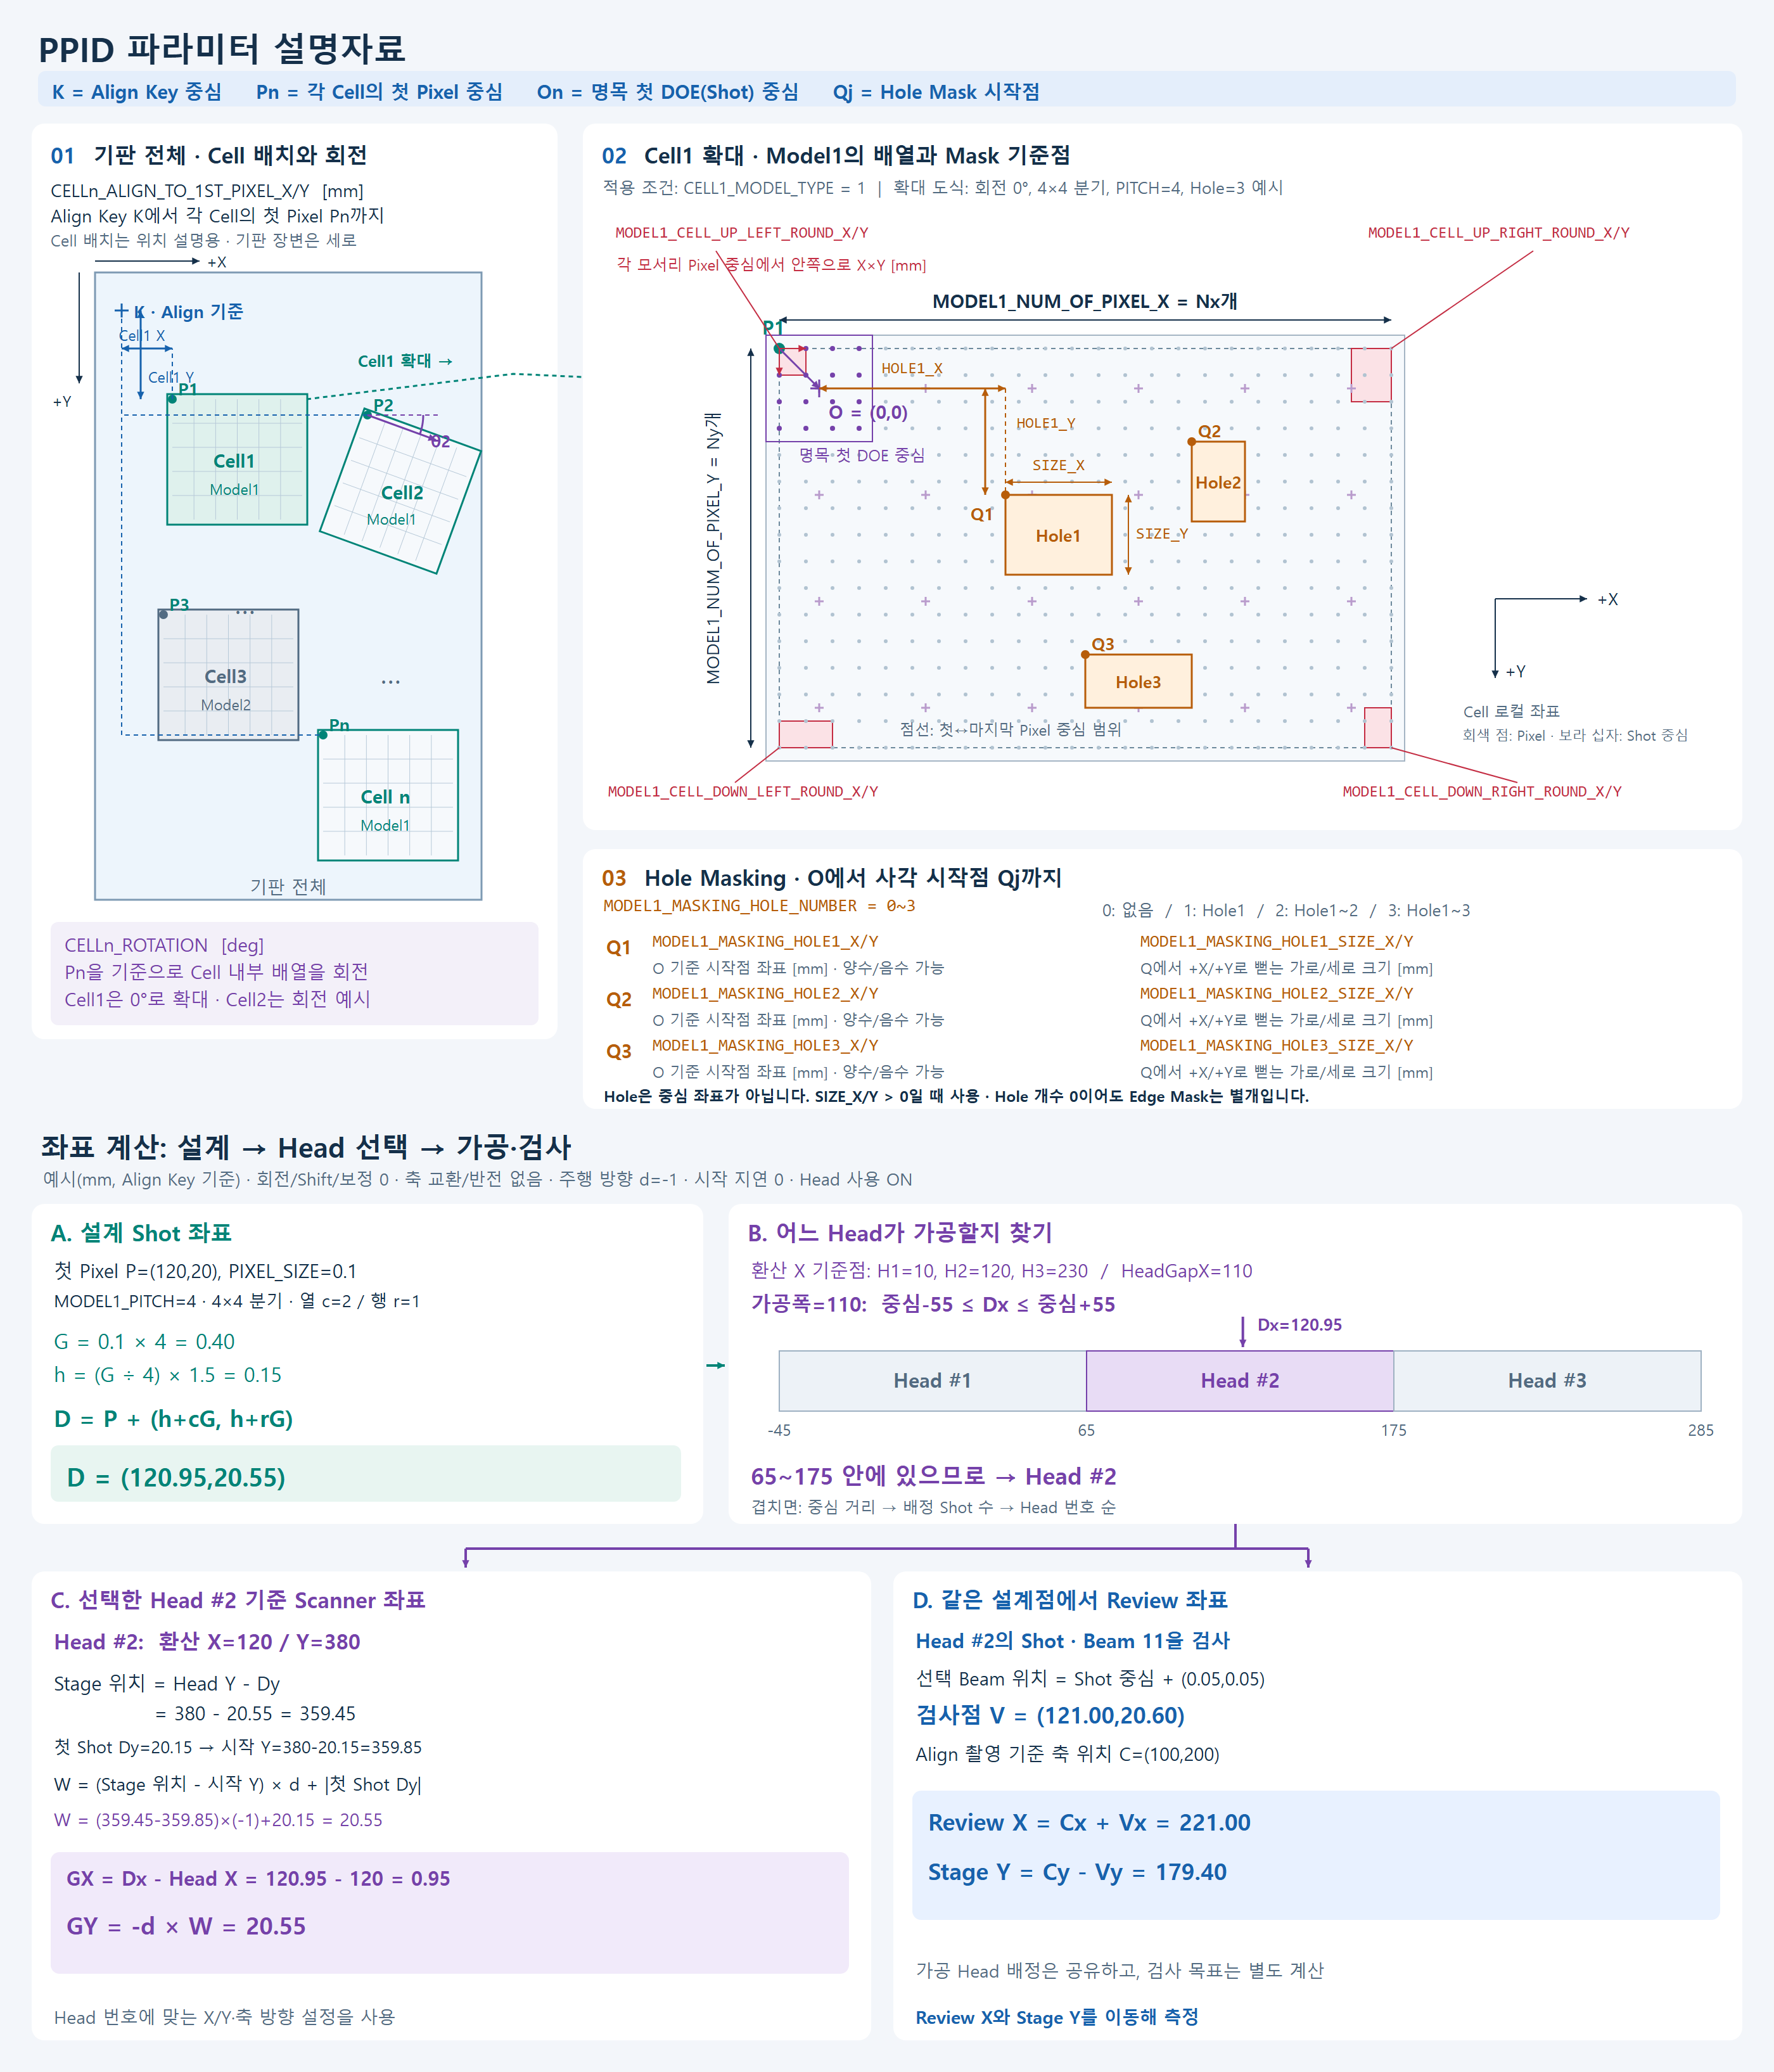 PPID 파라미터 설명자료
K = Align Key 중심 Pn = 각 Cell의 첫 Pixel 중심 On = 명목 첫 DOE(Shot) 중심 Qj = Hole Mask 시작점
01 기판 전체 · Cell 배치와 회전
CELLn_ALIGN_TO_1ST_PIXEL_X/Y [mm]
Align Key K에서 각 Cell의 첫 Pixel Pn까지
Cell 배치는 위치 설명용 · 기판 장변은 세로
+X
+Y
K · Align 기준
Cell1 X
Cell1 Y
Cell1 확대 →
P1
Cell1
Model1
P2
θ2
Cell2
Model1
P3
...
Cell3
Model2
...
Pn
Cell n
Model1
기판 전체
CELLn_ROTATION [deg]
Pn을 기준으로 Cell 내부 배열을 회전
Cell1은 0°로 확대 · Cell2는 회전 예시
02 Cell1 확대 · Model1의 배열과 Mask 기준점
적용 조건: CELL1_MODEL_TYPE = 1 | 확대 도식: 회전 0°, 4×4 분기, PITCH=4, Hole=3 예시
MODEL1_CELL_UP_LEFT_ROUND_X/Y
MODEL1_CELL_UP_RIGHT_ROUND_X/Y
각 모서리 Pixel 중심에서 안쪽으로 X×Y [mm]
MODEL1_NUM_OF_PIXEL_X = Nx개
P1
MODEL1_NUM_OF_PIXEL_Y = Ny개
HOLE1_X
O = (0,0)
HOLE1_Y
명목 첫 DOE 중심
SIZE_X
Q1
Hole1
SIZE_Y
Q2
Hole2
Q3
Hole3
점선: 첫↔마지막 Pixel 중심 범위
+X
+Y
Cell 로컬 좌표
회색 점: Pixel · 보라 십자: Shot 중심
MODEL1_CELL_DOWN_LEFT_ROUND_X/Y
MODEL1_CELL_DOWN_RIGHT_ROUND_X/Y
03 Hole Masking · O에서 사각 시작점 Qj까지
MODEL1_MASKING_HOLE_NUMBER = 0~3
0: 없음 / 1: Hole1 / 2: Hole1~2 / 3: Hole1~3
Q1 MODEL1_MASKING_HOLE1_X/Y MODEL1_MASKING_HOLE1_SIZE_X/Y
O 기준 시작점 좌표 [mm] · 양수/음수 가능 Q에서 +X/+Y로 뻗는 가로/세로 크기 [mm]
Q2 MODEL1_MASKING_HOLE2_X/Y MODEL1_MASKING_HOLE2_SIZE_X/Y
O 기준 시작점 좌표 [mm] · 양수/음수 가능 Q에서 +X/+Y로 뻗는 가로/세로 크기 [mm]
Q3 MODEL1_MASKING_HOLE3_X/Y MODEL1_MASKING_HOLE3_SIZE_X/Y
O 기준 시작점 좌표 [mm] · 양수/음수 가능 Q에서 +X/+Y로 뻗는 가로/세로 크기 [mm]
Hole은 중심 좌표가 아닙니다. SIZE_X/Y > 0일 때 사용 · Hole 개수 0이어도 Edge Mask는 별개입니다.
좌표 계산: 설계 → Head 선택 → 가공·검사
예시(mm, Align Key 기준) · 회전/Shift/보정 0 · 축 교환/반전 없음 · 주행 방향 d=-1 · 시작 지연 0 · Head 사용 ON
A. 설계 Shot 좌표
첫 Pixel P=(120,20), PIXEL_SIZE=0.1
MODEL1_PITCH=4 · 4×4 분기 · 열 c=2 / 행 r=1
G = 0.1 × 4 = 0.40
h = (G ÷ 4) × 1.5 = 0.15
D = P + (h+cG, h+rG)
D = (120.95,20.55)
B. 어느 Head가 가공할지 찾기
환산 X 기준점: H1=10, H2=120, H3=230 / HeadGapX=110
가공폭=110: 중심-55 ≤ Dx ≤ 중심+55
Dx=120.95
Head #1
Head #2
Head #3
-45
65
175
285
65~175 안에 있으므로 → Head #2
겹치면: 중심 거리 → 배정 Shot 수 → Head 번호 순
C. 선택한 Head #2 기준 Scanner 좌표
Head #2: 환산 X=120 / Y=380
Stage 위치 = Head Y - Dy
= 380 - 20.55 = 359.45
첫 Shot Dy=20.15 → 시작 Y=380-20.15=359.85
W = (Stage 위치 - 시작 Y) × d + |첫 Shot Dy|
W = (359.45-359.85)×(-1)+20.15 = 20.55
GX = Dx - Head X = 120.95 - 120 = 0.95
GY = -d × W = 20.55
Head 번호에 맞는 X/Y·축 방향 설정을 사용
D. 같은 설계점에서 Review 좌표
Head #2의 Shot · Beam 11을 검사
선택 Beam 위치 = Shot 중심 + (0.05,0.05)
검사점 V = (121.00,20.60)
Align 촬영 기준 축 위치 C=(100,200)
Review X = Cx + Vx = 221.00
Stage Y = Cy - Vy = 179.40
가공 Head 배정은 공유하고, 검사 목표는 별도 계산
Review X와 Stage Y를 이동해 측정